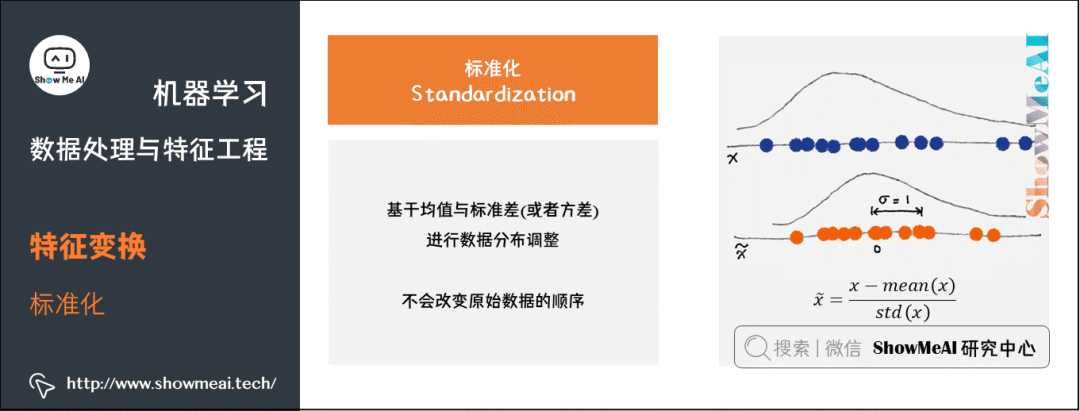 Show Me AI
机器学习
数据处理与特征工程
特征变换
标准化
http://www.showmeai.tech/
标准化
Standardization
基于均值与标准差(或者方差)
进行数据分布调整
不会改变原始数据的顺序
ShowMeAI
x
σ = 1
x̃
0
x̃ = x − mean(x) / std(x)
搜索 | 微信 ShowMeAI 研究中心